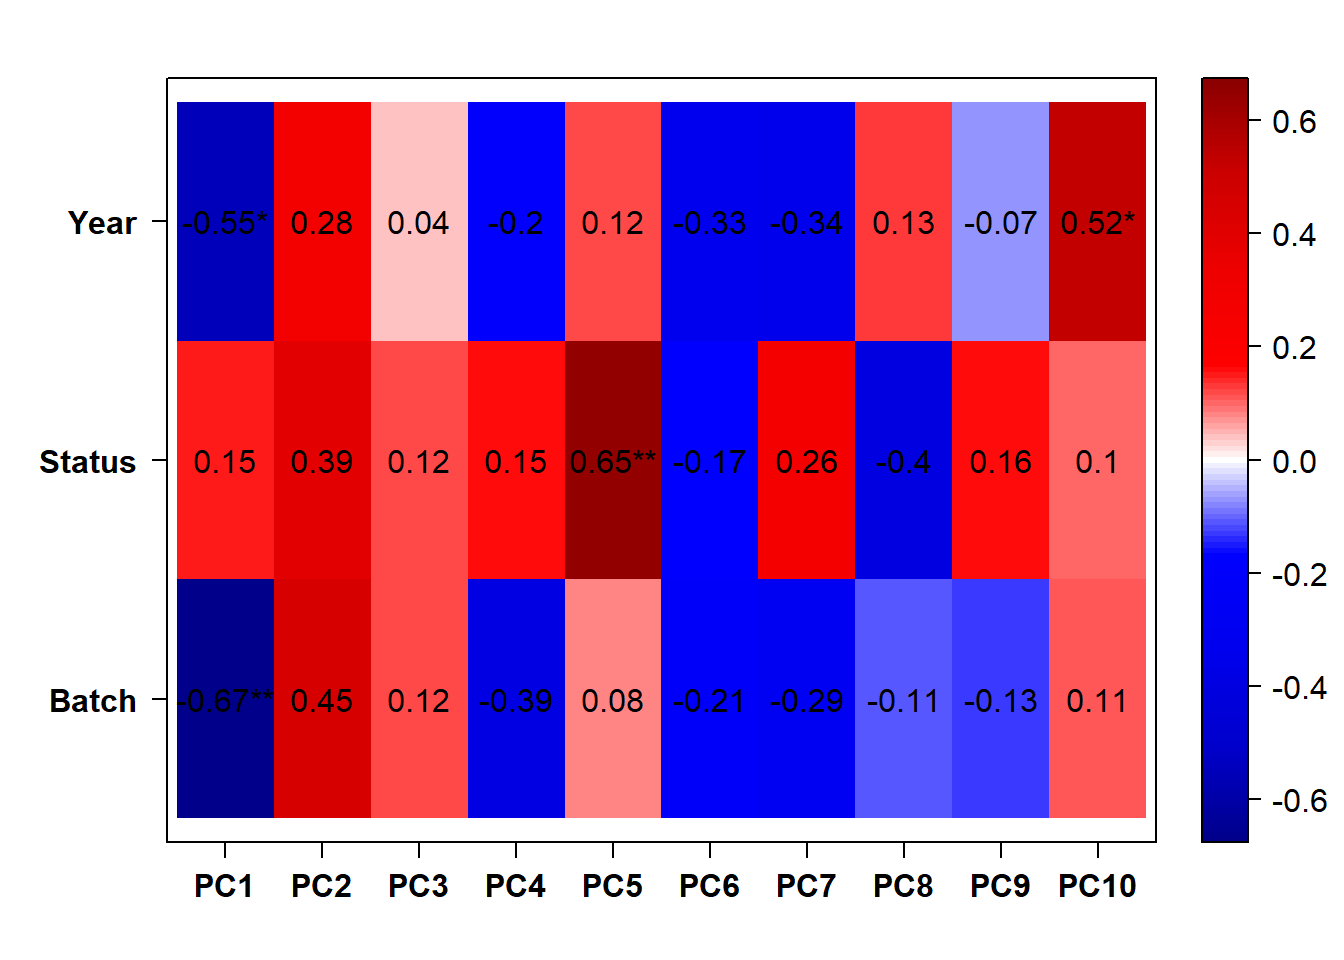 Year -0.55* 0.28 0.04 -0.2 0.12 -0.33 -0.34 0.13 -0.07 0.52*
Status 0.15 0.39 0.12 0.15 0.65** -0.17 0.26 -0.4 0.16 0.1
Batch -0.67** 0.45 0.12 -0.39 0.08 -0.21 -0.29 -0.11 -0.13 0.11
PC1 PC2 PC3 PC4 PC5 PC6 PC7 PC8 PC9 PC10
0.6
0.4
0.2
0.0
-0.2
-0.4
-0.6